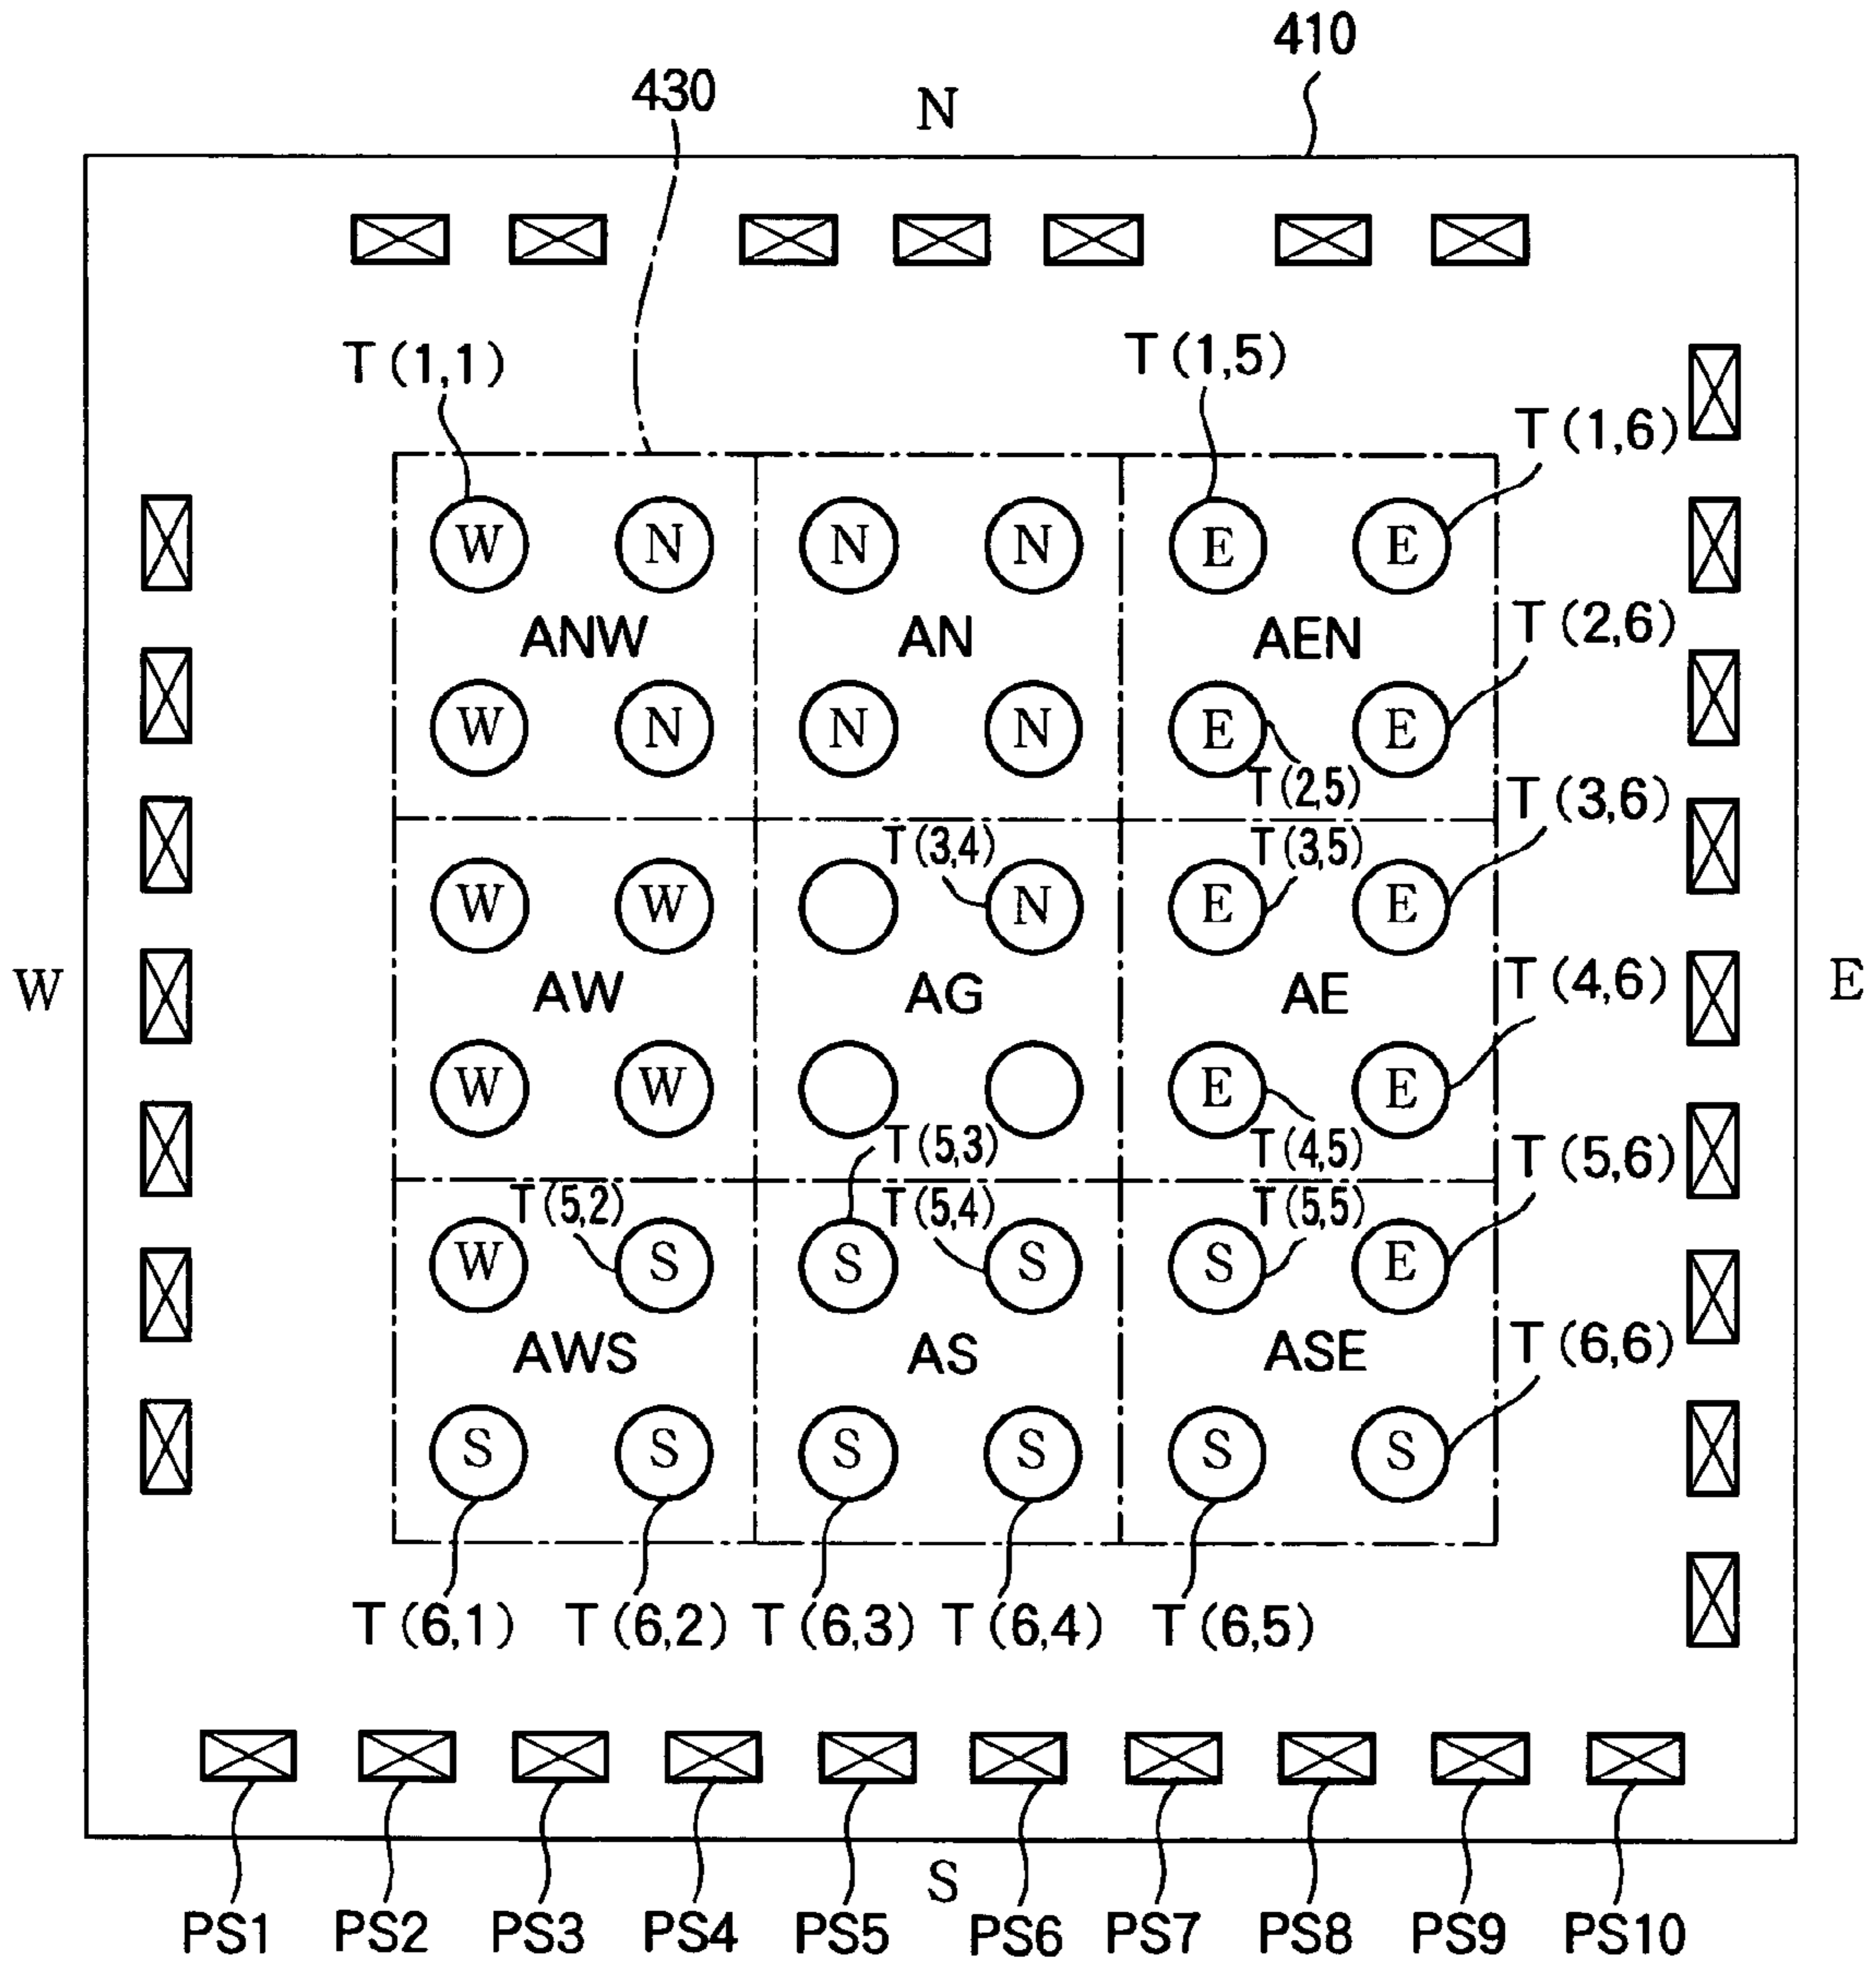 410
430
N
T(1,1)
T(1,5)
T(1,6)
W N N N E E
ANW AN AEN
T(2,6)
W N N N E E
T(2,5)
T(3,6)
T(3,4) T(3,5)
W W N E E
W AW AG AE T(4,6) E
W W E E
T(5,3) T(4,5) T(5,6)
T(5,2) T(5,4) T(5,5)
W S S S S E
AWS AS ASE T(6,6)
S S S S S S
T(6,1) T(6,2) T(6,3) T(6,4) T(6,5)
S
PS1 PS2 PS3 PS4 PS5 PS6 PS7 PS8 PS9 PS10